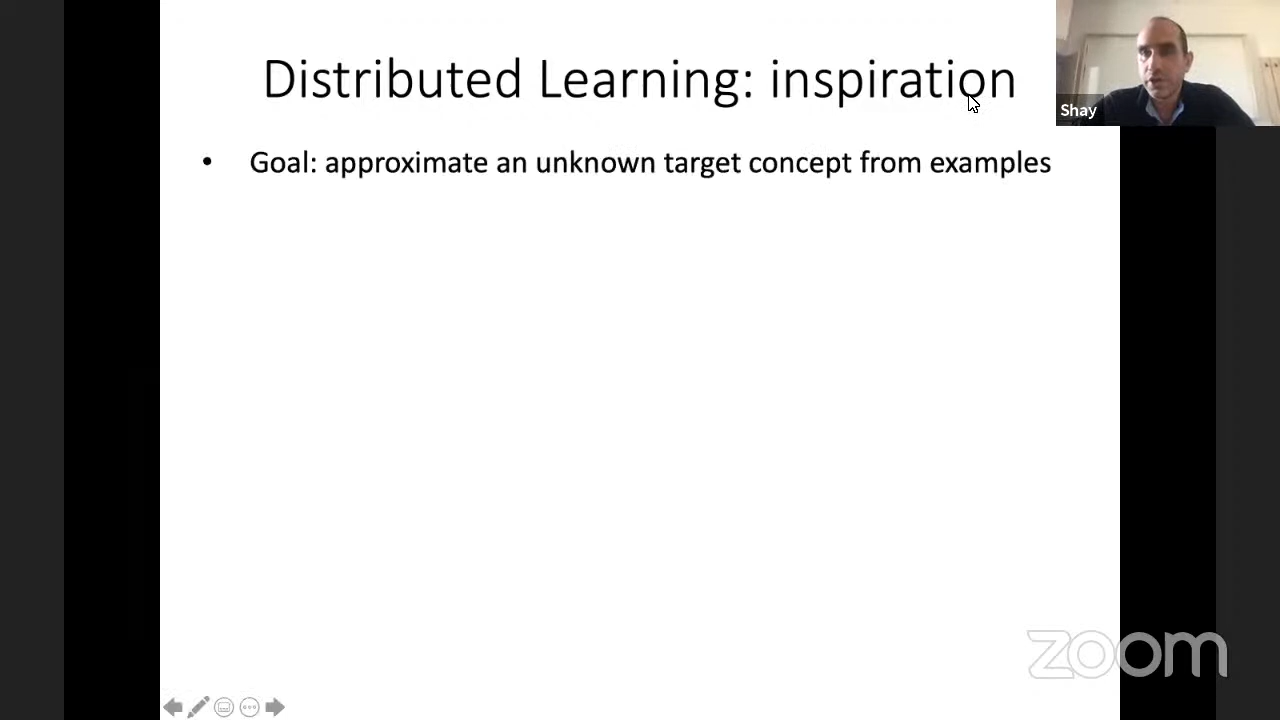 Distributed Learning: inspiration
Shay
• Goal: approximate an unknown target concept from examples
zoom